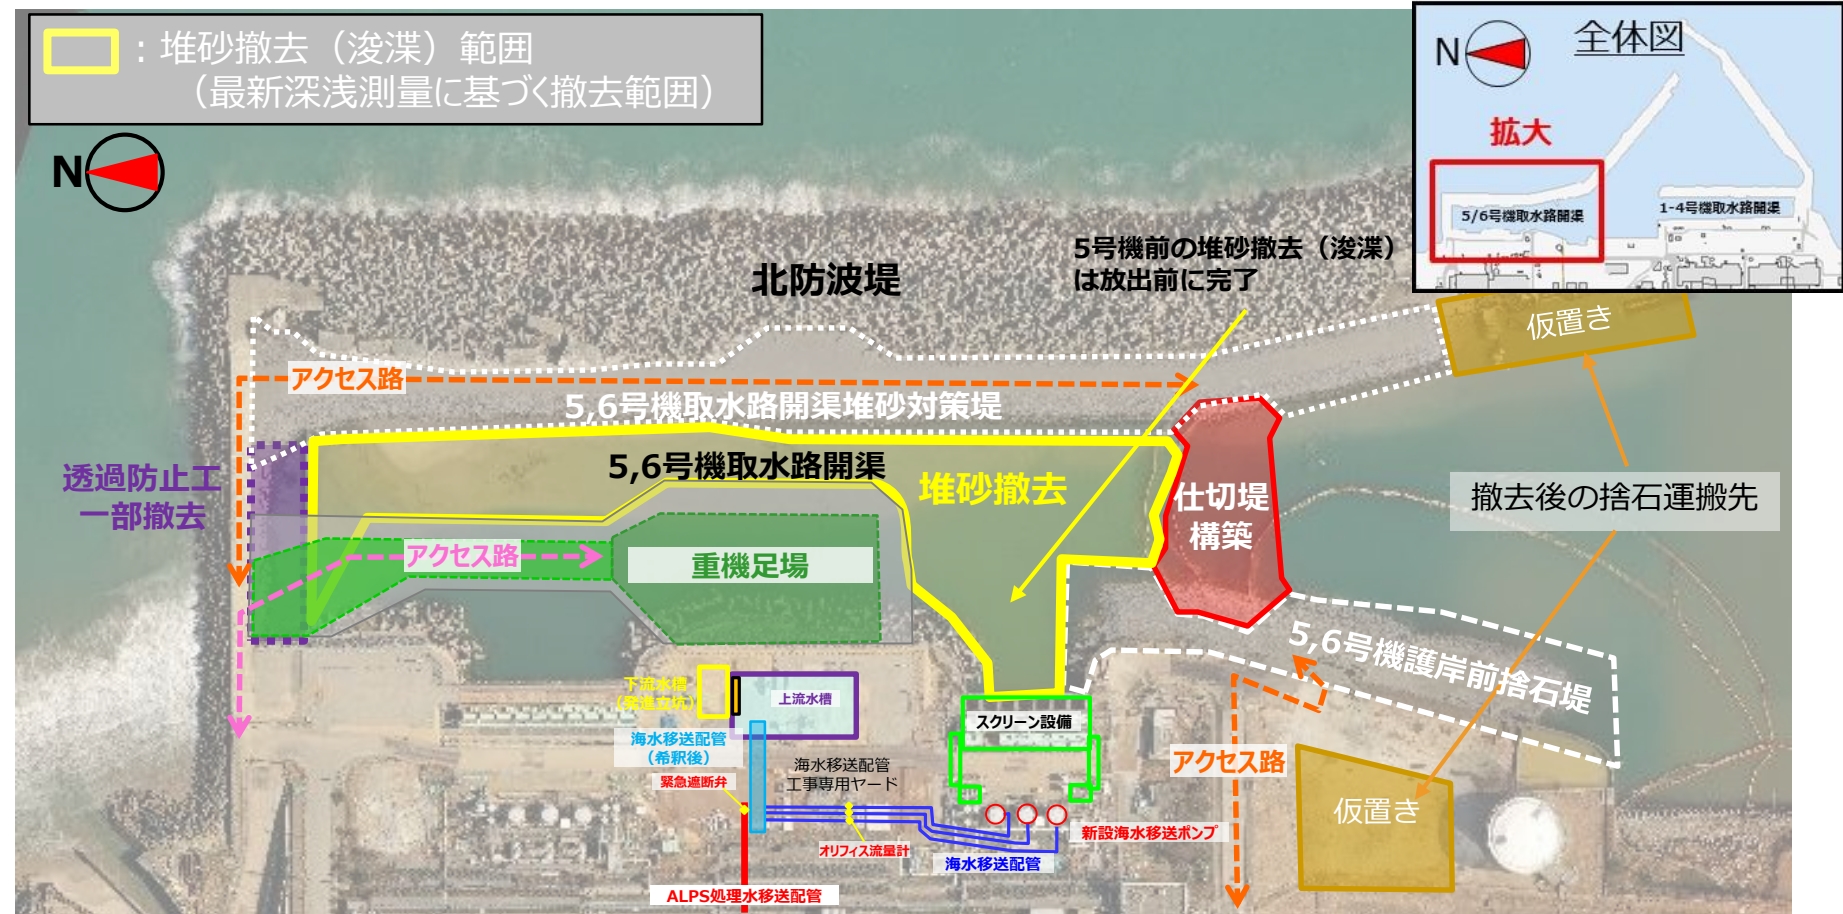 ：堆砂撤去（浚渫）範囲
（最新深浅測量に基づく撤去範囲）
N
N
全体図
拡大
5/6号機取水路開渠
1-4号機取水路開渠
5号機前の堆砂撤去（浚渫）
は放出前に完了
北防波堤
仮置き
アクセス路
5,6号機取水路開渠堆砂対策堤
透過防止工
一部撤去
5,6号機取水路開渠
堆砂撤去
仕切堤
構築
撤去後の捨石運搬先
アクセス路
重機足場
5,6号機護岸前捨石堤
下流水槽
（発進立坑）
上流水槽
スクリーン設備
海水移送配管
（希釈後）
海水移送配管
工事専用ヤード
アクセス路
緊急遮断弁
仮置き
新設海水移送ポンプ
オリフィス流量計
海水移送配管
ALPS処理水移送配管